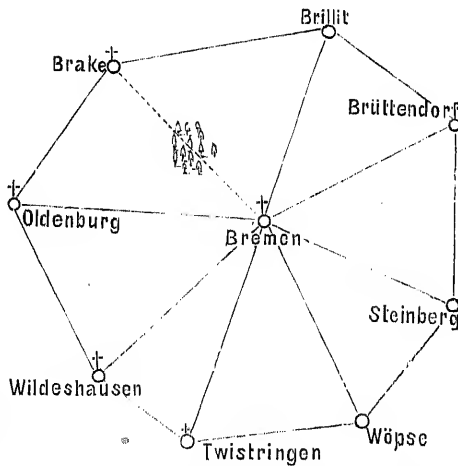 Brillit
Brake
Brüttendorf
Oldenburg
Bremen
Steinberg
Wildeshausen
Wöpse
Twistringen